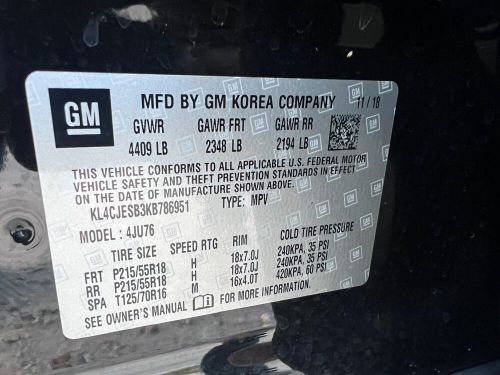 GM MFD BY GM KOREA COMPANY 11/18
GVWR GAWR FRT GAWR RR
4409 LB 2348 LB 2194 LB
THIS VEHICLE CONFORMS TO ALL APPLICABLE U.S. FEDERAL MOTOR
VEHICLE SAFETY AND THEFT PREVENTION STANDARDS IN EFFECT
ON THE DATE OF MANUFACTURE SHOWN ABOVE.
KL4CJESB3KB786951 TYPE: MPV
MODEL: 4JU76
TIRE SIZE SPEED RTG RIM COLD TIRE PRESSURE
FRT P215/55R18 H 18x7.0J 240KPA, 35 PSI
RR P215/55R18 H 18x7.0J 240KPA, 35 PSI
SPA T125/70R16 M 16x4.0T 420KPA, 60 PSI
SEE OWNER'S MANUAL FOR MORE INFORMATION.